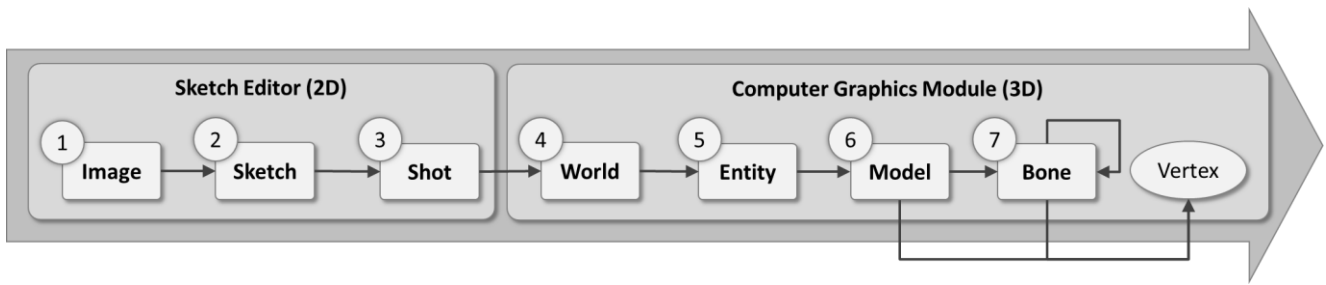 Sketch Editor (2D)
Computer Graphics Module (3D)
1
Image
2
Sketch
3
Shot
4
World
5
Entity
6
Model
7
Bone
Vertex